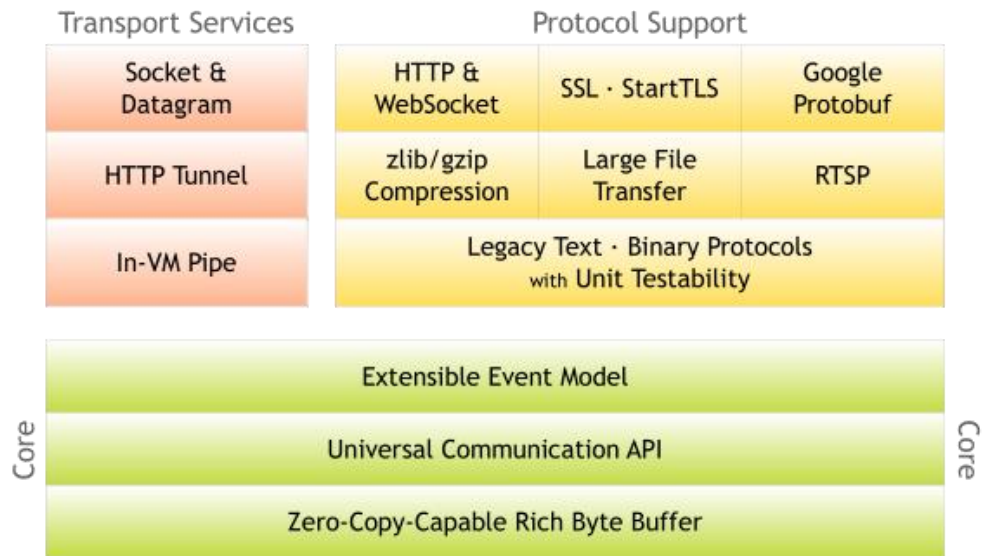 Transport Services
Protocol Support
Socket &
Datagram
HTTP Tunnel
In-VM Pipe
HTTP &
WebSocket
SSL · StartTLS
Google
Protobuf
zlib/gzip
Compression
Large File
Transfer
RTSP
Legacy Text · Binary Protocols
with Unit Testability
Core
Extensible Event Model
Universal Communication API
Zero-Copy-Capable Rich Byte Buffer
Core